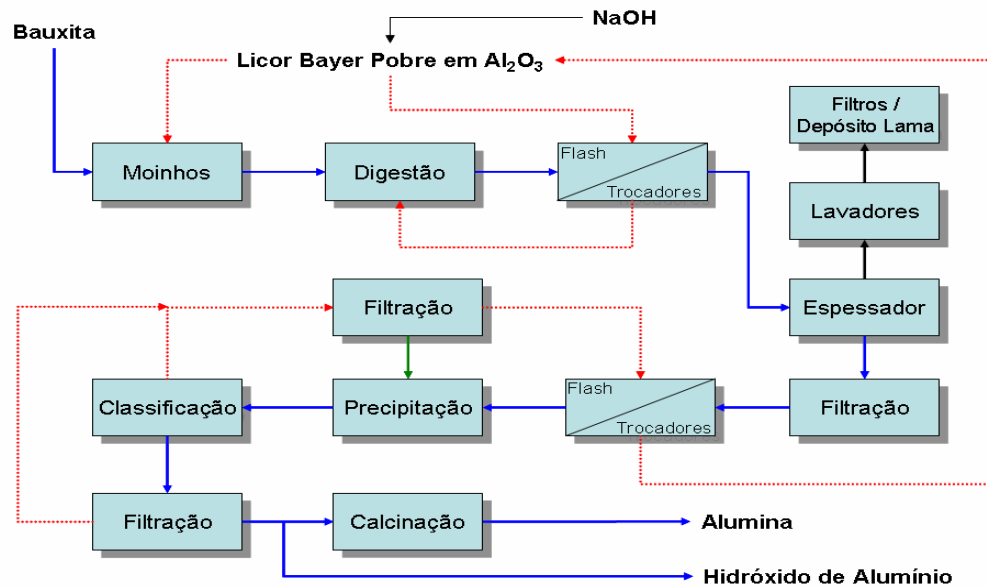 NaOH
Bauxita
Licor Bayer Pobre em Al₂O₃
Filtros /
Depósito Lama
Moinhos
Digestão
Flash
Trocadores
Lavadores
Filtração
Espessador
Classificação
Precipitação
Flash
Trocadores
Filtração
Filtração
Calcinação
Alumina
Hidróxido de Alumínio